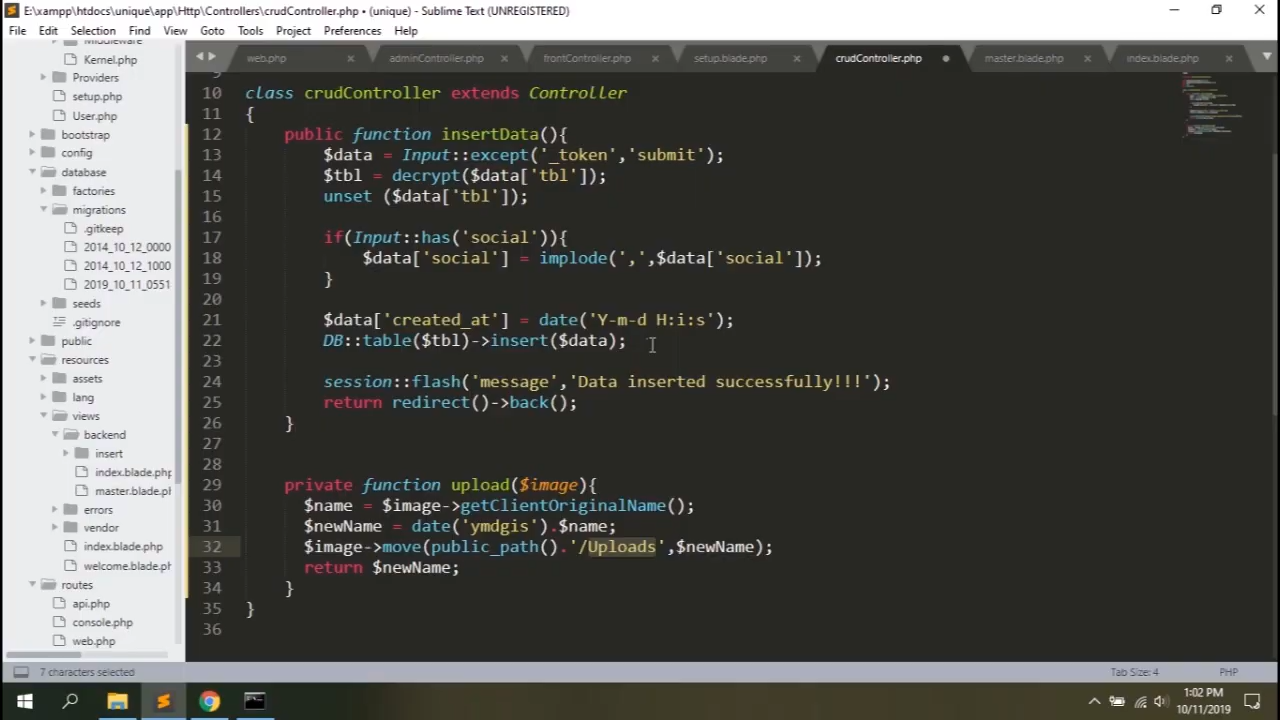 E:\xampp\htdocs\unique\app\Http\Controllers\crudController.php • (unique) - Sublime Text (UNREGISTERED)
File Edit Selection Find View Goto Tools Project Preferences Help
web.php adminController.php frontController.php setup.blade.php crudController.php master.blade.php index.blade.php
Middleware
Kernel.php
Providers
setup.php
User.php
bootstrap
config
database
factories
migrations
.gitkeep
2014_10_12_0000
2014_10_12_1000
2019_10_11_0551
seeds
.gitignore
public
resources
assets
lang
views
backend
insert
index.blade.php
master.blade.ph
errors
vendor
index.blade.php
welcome.blade.ph
routes
api.php
console.php
web.php
9
10 class crudController extends Controller
11 {
12 public function insertData(){
13 $data = Input::except('_token','submit');
14 $tbl = decrypt($data['tbl']);
15 unset ($data['tbl']);
16
17 if(Input::has('social')){
18 $data['social'] = implode(',',$data['social']);
19 }
20
21 $data['created_at'] = date('Y-m-d H:i:s');
22 DB::table($tbl)->insert($data);
23
24 session::flash('message','Data inserted successfully!!!');
25 return redirect()->back();
26 }
27
28
29 private function upload($image){
30 $name = $image->getClientOriginalName();
31 $newName = date('ymdgis').$name;
32 $image->move(public_path().'/Uploads',$newName);
33 return $newName;
34 }
35 }
36
7 characters selected Tab Size: 4 PHP
1:02 PM
10/11/2019